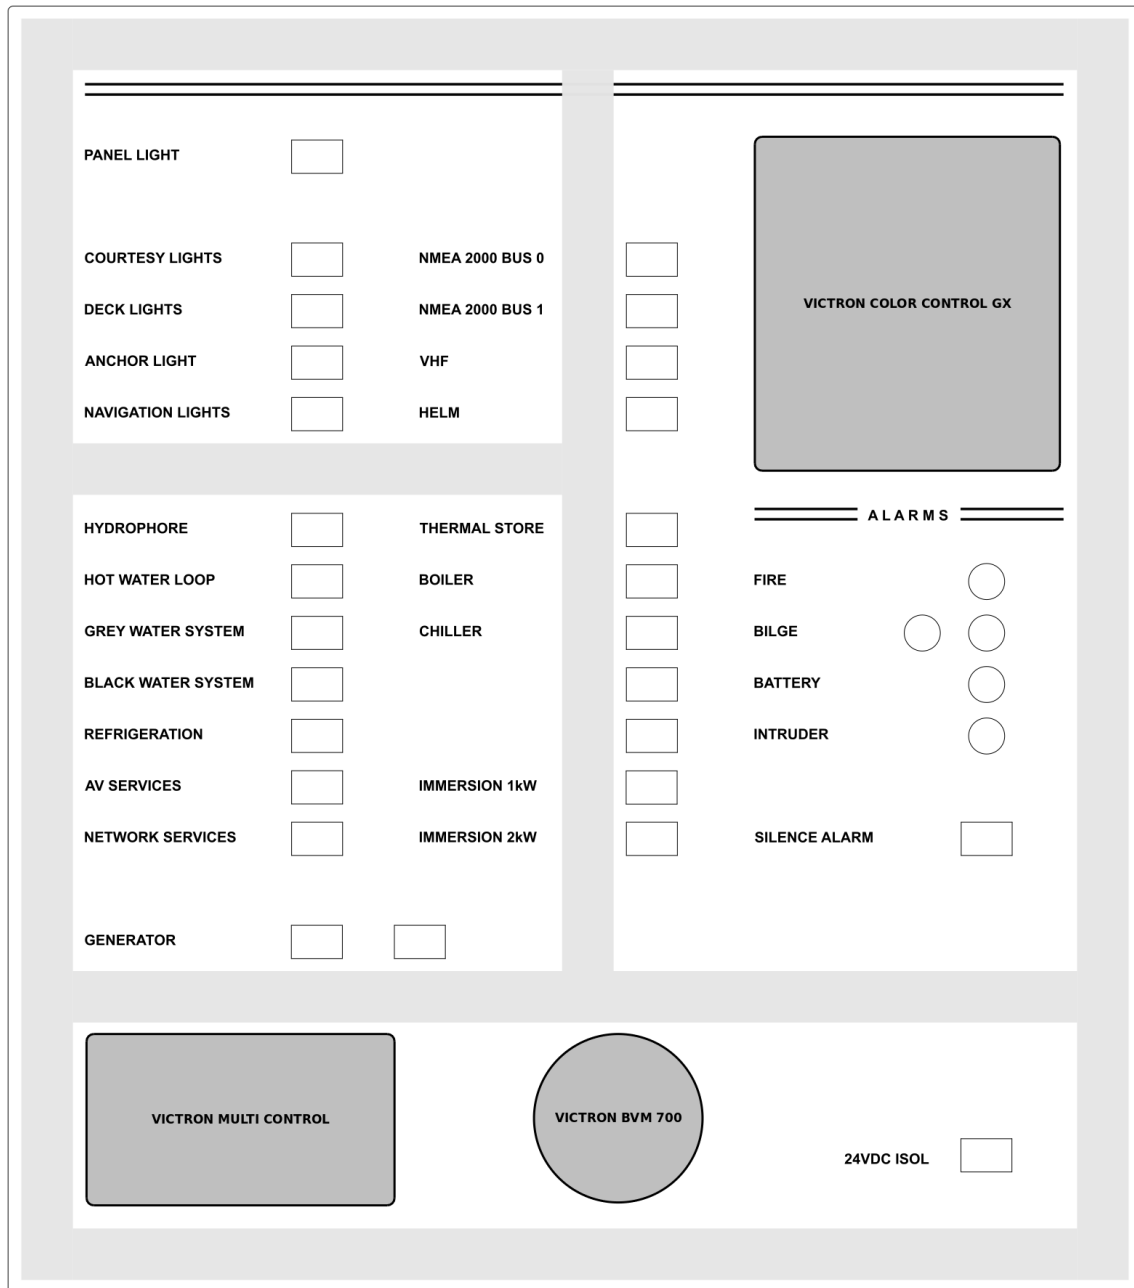 PANEL LIGHT
COURTESY LIGHTS
DECK LIGHTS
ANCHOR LIGHT
NAVIGATION LIGHTS
NMEA 2000 BUS 0
NMEA 2000 BUS 1
VHF
HELM
VICTRON COLOR CONTROL GX
HYDROPHORE
HOT WATER LOOP
GREY WATER SYSTEM
BLACK WATER SYSTEM
REFRIGERATION
AV SERVICES
NETWORK SERVICES
GENERATOR
THERMAL STORE
BOILER
CHILLER
IMMERSION 1kW
IMMERSION 2kW
ALARMS
FIRE
BILGE
BATTERY
INTRUDER
SILENCE ALARM
VICTRON MULTI CONTROL
VICTRON BVM 700
24VDC ISOL